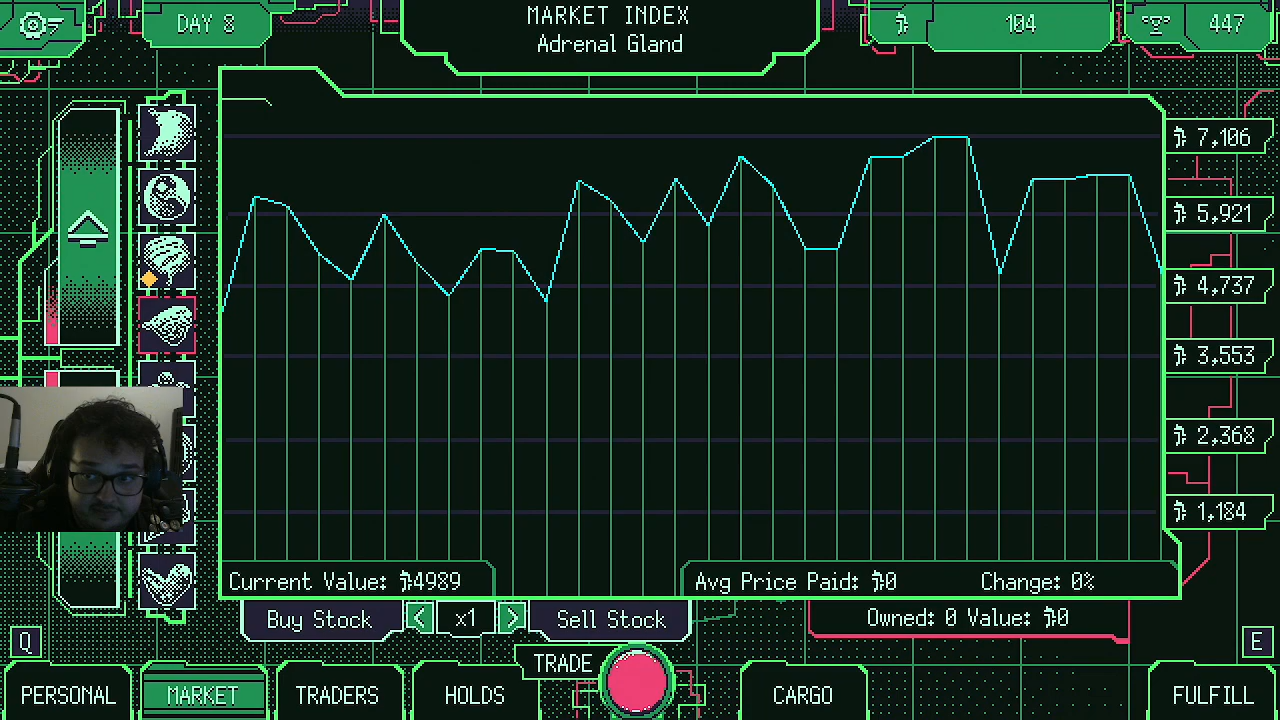 DAY 8
MARKET INDEX
Adrenal Gland
104
447
7,106
5,921
4,737
3,553
2,368
1,184
Current Value: 4989
Avg Price Paid: 0
Change: 0%
Buy Stock
x1
Sell Stock
Owned: 0 Value: 0
Q
E
TRADE
PERSONAL
MARKET
TRADERS
HOLDS
CARGO
FULFILL